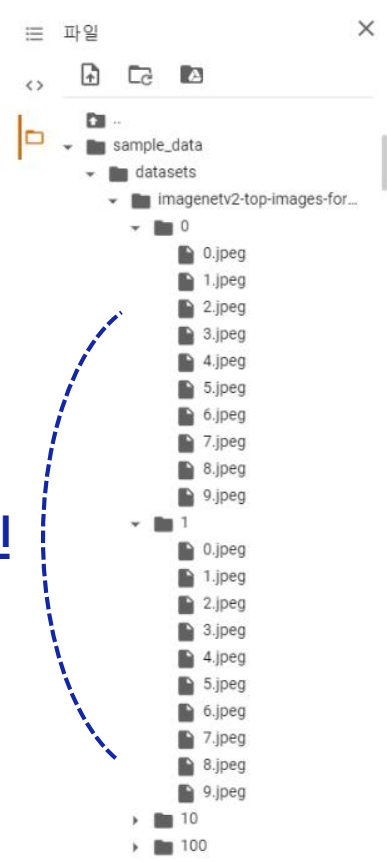 파일
..
sample_data
datasets
imagenetv2-top-images-for...
0
0.jpeg
1.jpeg
2.jpeg
3.jpeg
4.jpeg
5.jpeg
6.jpeg
7.jpeg
8.jpeg
9.jpeg
1
0.jpeg
1.jpeg
2.jpeg
3.jpeg
4.jpeg
5.jpeg
6.jpeg
7.jpeg
8.jpeg
9.jpeg
10
100